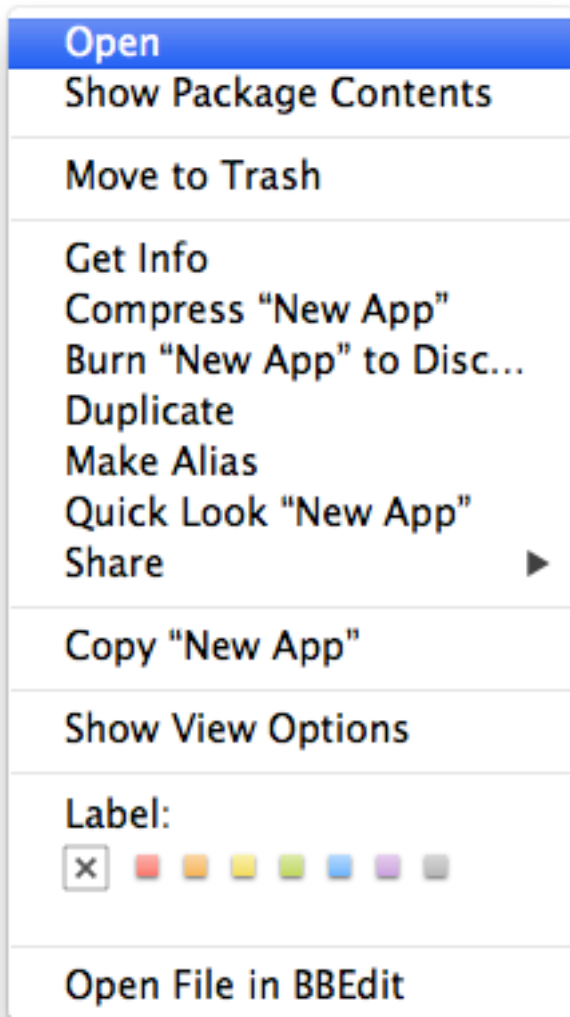 Open
Show Package Contents
Move to Trash
Get Info
Compress “New App”
Burn “New App” to Disc...
Duplicate
Make Alias
Quick Look “New App”
Share
Copy “New App”
Show View Options
Label:
Open File in BBEdit